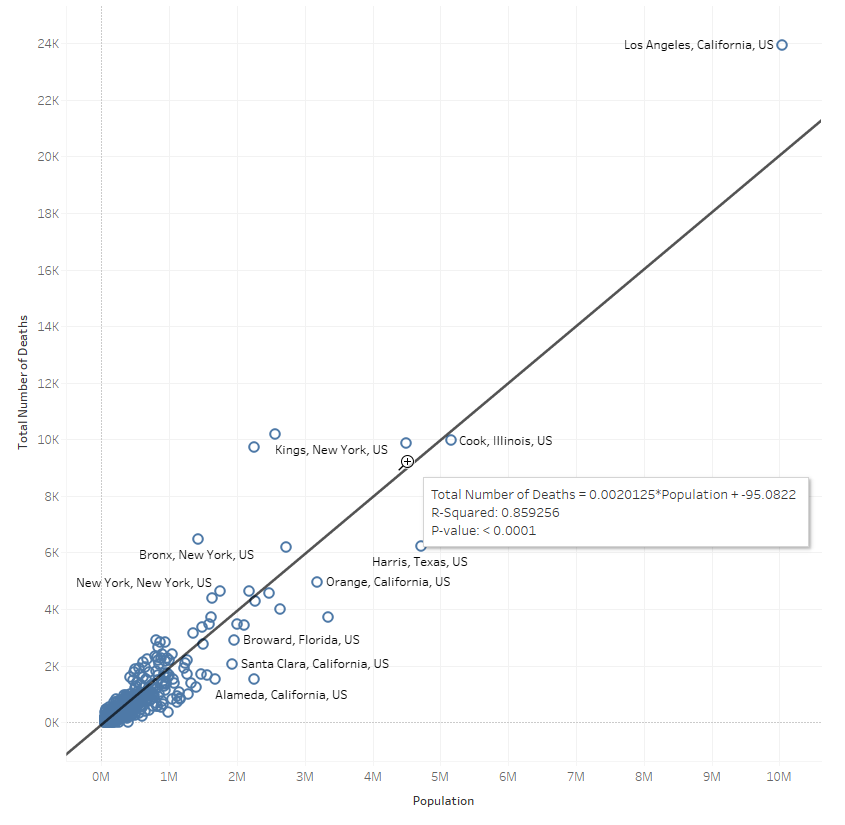 24K
Los Angeles, California, US
22K
20K
18K
16K
14K
12K
10K
8K
6K
4K
2K
0K
Total Number of Deaths
Kings, New York, US
Cook, Illinois, US
Total Number of Deaths = 0.0020125*Population + -95.0822
R-Squared: 0.859256
P-value: < 0.0001
Bronx, New York, US
Harris, Texas, US
New York, New York, US
Orange, California, US
Broward, Florida, US
Santa Clara, California, US
Alameda, California, US
0M 1M 2M 3M 4M 5M 6M 7M 8M 9M 10M
Population